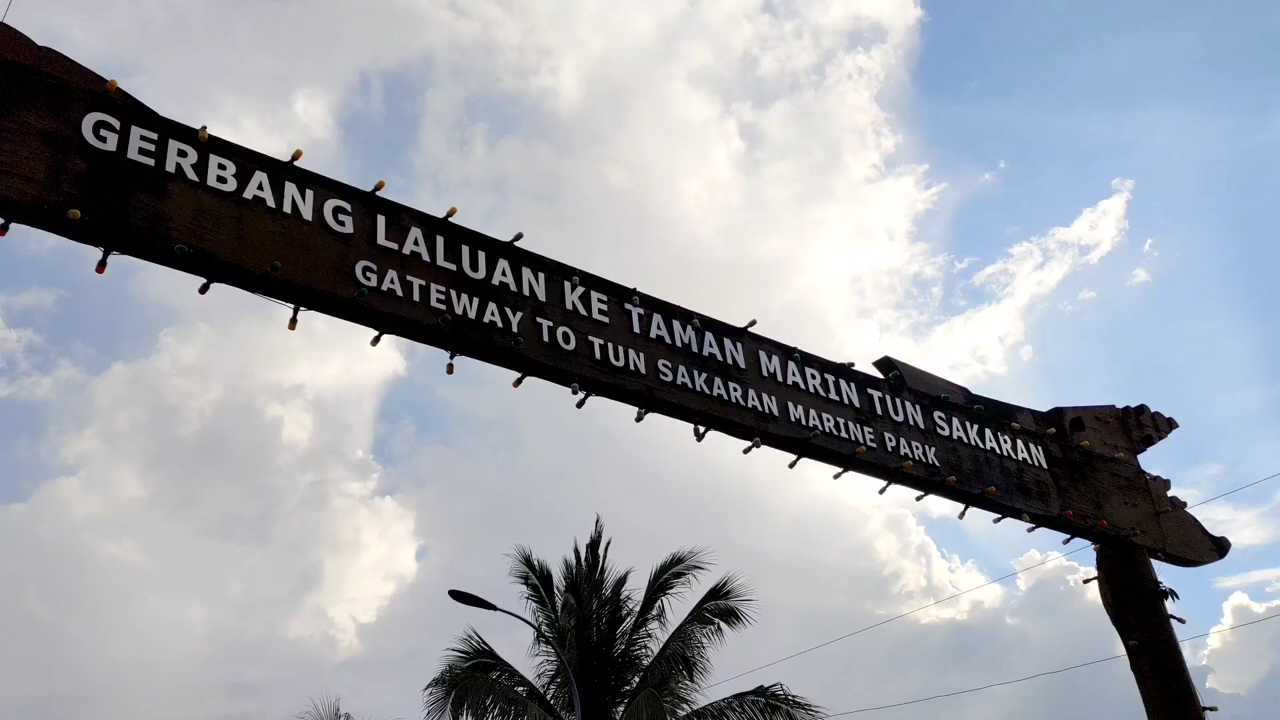 GERBANG LALUAN KE TAMAN MARIN TUN SAKARAN
GATEWAY TO TUN SAKARAN MARINE PARK